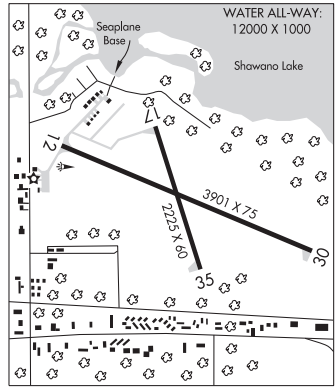 WATER ALL-WAY:
12000 X 1000
Seaplane
Base
Shawano Lake
17
12
3901 X 75
2225 X 60
30
35